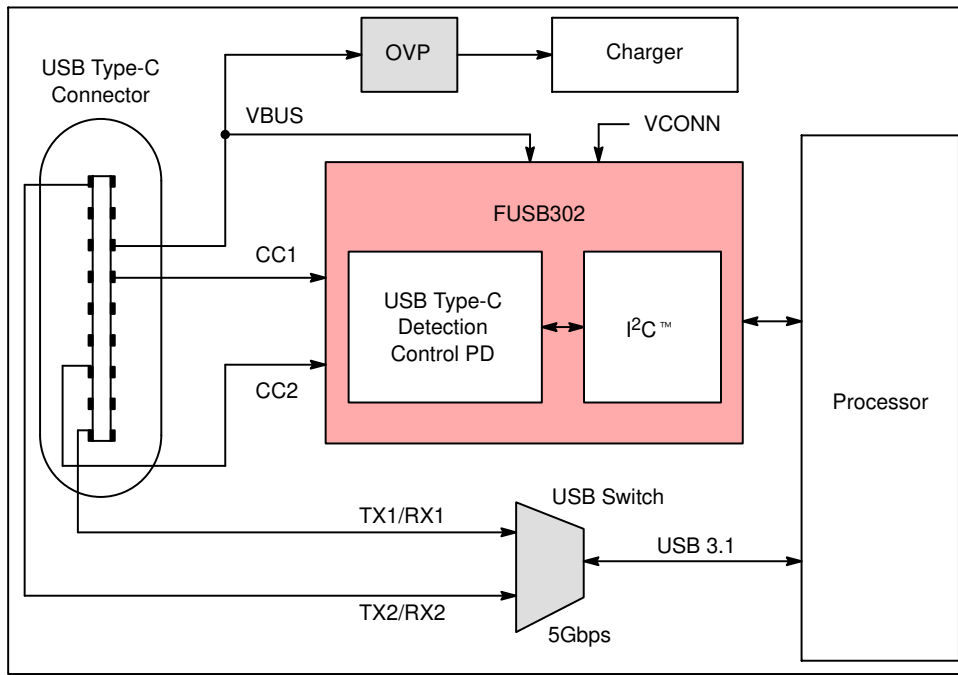 USB Type-C
Connector
OVP
Charger
VBUS
VCONN
FUSB302
CC1
USB Type-C
Detection
Control PD
I²C™
CC2
Processor
USB Switch
TX1/RX1
USB 3.1
TX2/RX2
5Gbps